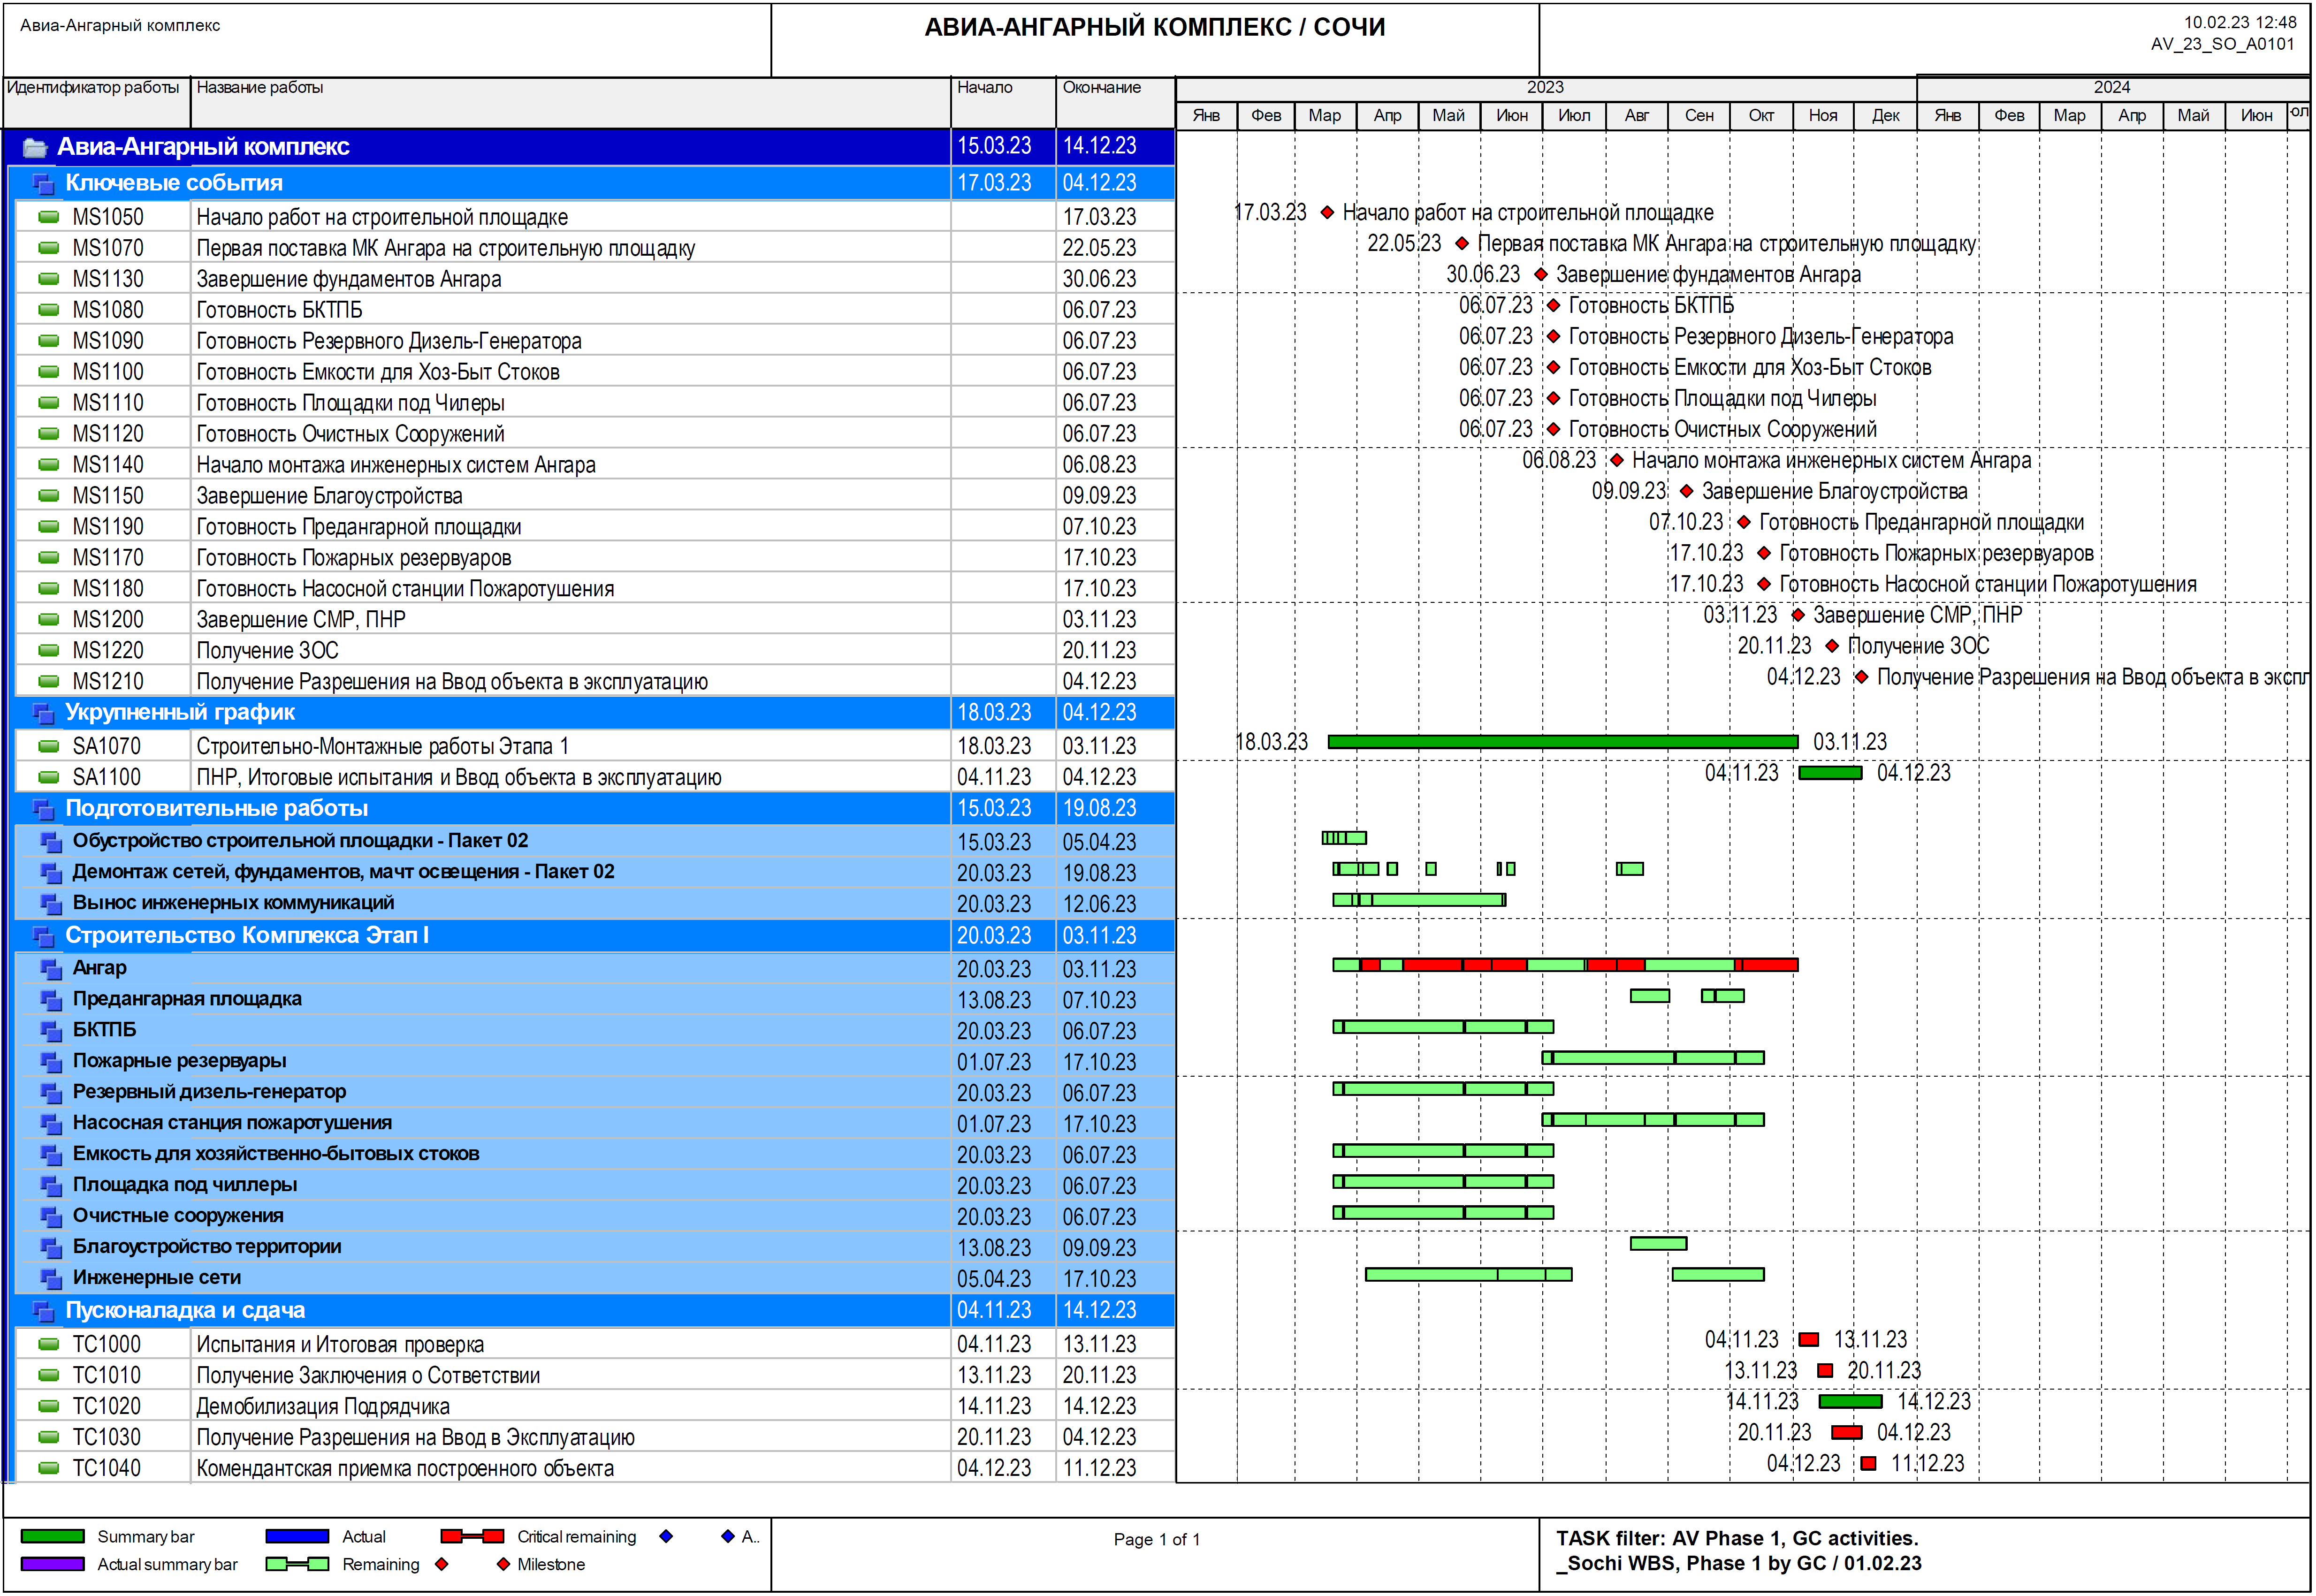 Авиа-Ангарный комплекс
АВИА-АНГАРНЫЙ КОМПЛЕКС / СОЧИ
10.02.23 12:48
AV_23_SO_A0101
Идентификатор работы Название работы Начало Окончание 2023 2024
Янв Фев Мар Апр Май Июн Июл Авг Сен Окт Ноя Дек Янв Фев Мар Апр Май Июн юл
Авиа-Ангарный комплекс 15.03.23 14.12.23
Ключевые события 17.03.23 04.12.23
MS1050 Начало работ на строительной площадке 17.03.23 17.03.23 Начало работ на строительной площадке
MS1070 Первая поставка МК Ангара на строительную площадку 22.05.23 22.05.23 Первая поставка МК Ангара на строительную площадку
MS1130 Завершение фундаментов Ангара 30.06.23 30.06.23 Завершение фундаментов Ангара
MS1080 Готовность БКТПБ 06.07.23 06.07.23 Готовность БКТПБ
MS1090 Готовность Резервного Дизель-Генератора 06.07.23 06.07.23 Готовность Резервного Дизель-Генератора
MS1100 Готовность Емкости для Хоз-Быт Стоков 06.07.23 06.07.23 Готовность Емкости для Хоз-Быт Стоков
MS1110 Готовность Площадки под Чилеры 06.07.23 06.07.23 Готовность Площадки под Чилеры
MS1120 Готовность Очистных Сооружений 06.07.23 06.07.23 Готовность Очистных Сооружений
MS1140 Начало монтажа инженерных систем Ангара 06.08.23 06.08.23 Начало монтажа инженерных систем Ангара
MS1150 Завершение Благоустройства 09.09.23 09.09.23 Завершение Благоустройства
MS1190 Готовность Предангарной площадки 07.10.23 07.10.23 Готовность Предангарной площадки
MS1170 Готовность Пожарных резервуаров 17.10.23 17.10.23 Готовность Пожарных резервуаров
MS1180 Готовность Насосной станции Пожаротушения 17.10.23 17.10.23 Готовность Насосной станции Пожаротушения
MS1200 Завершение СМР, ПНР 03.11.23 03.11.23 Завершение СМР, ПНР
MS1220 Получение ЗОС 20.11.23 20.11.23 Получение ЗОС
MS1210 Получение Разрешения на Ввод объекта в эксплуатацию 04.12.23 04.12.23 Получение Разрешения на Ввод объекта в экспл
Укрупненный график 18.03.23 04.12.23
SA1070 Строительно-Монтажные работы Этапа 1 18.03.23 03.11.23 18.03.23 03.11.23
SA1100 ПНР, Итоговые испытания и Ввод объекта в эксплуатацию 04.11.23 04.12.23 04.11.23 04.12.23
Подготовительные работы 15.03.23 19.08.23
Обустройство строительной площадки - Пакет 02 15.03.23 05.04.23
Демонтаж сетей, фундаментов, мачт освещения - Пакет 02 20.03.23 19.08.23
Вынос инженерных коммуникаций 20.03.23 12.06.23
Строительство Комплекса Этап I 20.03.23 03.11.23
Ангар 20.03.23 03.11.23
Предангарная площадка 13.08.23 07.10.23
БКТПБ 20.03.23 06.07.23
Пожарные резервуары 01.07.23 17.10.23
Резервный дизель-генератор 20.03.23 06.07.23
Насосная станция пожаротушения 01.07.23 17.10.23
Емкость для хозяйственно-бытовых стоков 20.03.23 06.07.23
Площадка под чиллеры 20.03.23 06.07.23
Очистные сооружения 20.03.23 06.07.23
Благоустройство территории 13.08.23 09.09.23
Инженерные сети 05.04.23 17.10.23
Пусконаладка и сдача 04.11.23 14.12.23
TC1000 Испытания и Итоговая проверка 04.11.23 13.11.23 04.11.23 13.11.23
TC1010 Получение Заключения о Сответствии 13.11.23 20.11.23 13.11.23 20.11.23
TC1020 Демобилизация Подрядчика 14.11.23 14.12.23 14.11.23 14.12.23
TC1030 Получение Разрешения на Ввод в Эксплуатацию 20.11.23 04.12.23 20.11.23 04.12.23
TC1040 Комендантская приемка построенного объекта 04.12.23 11.12.23 04.12.23 11.12.23
Summary bar Actual Critical remaining A..
Actual summary bar Remaining Milestone
Page 1 of 1
TASK filter: AV Phase 1, GC activities.
_Sochi WBS, Phase 1 by GC / 01.02.23